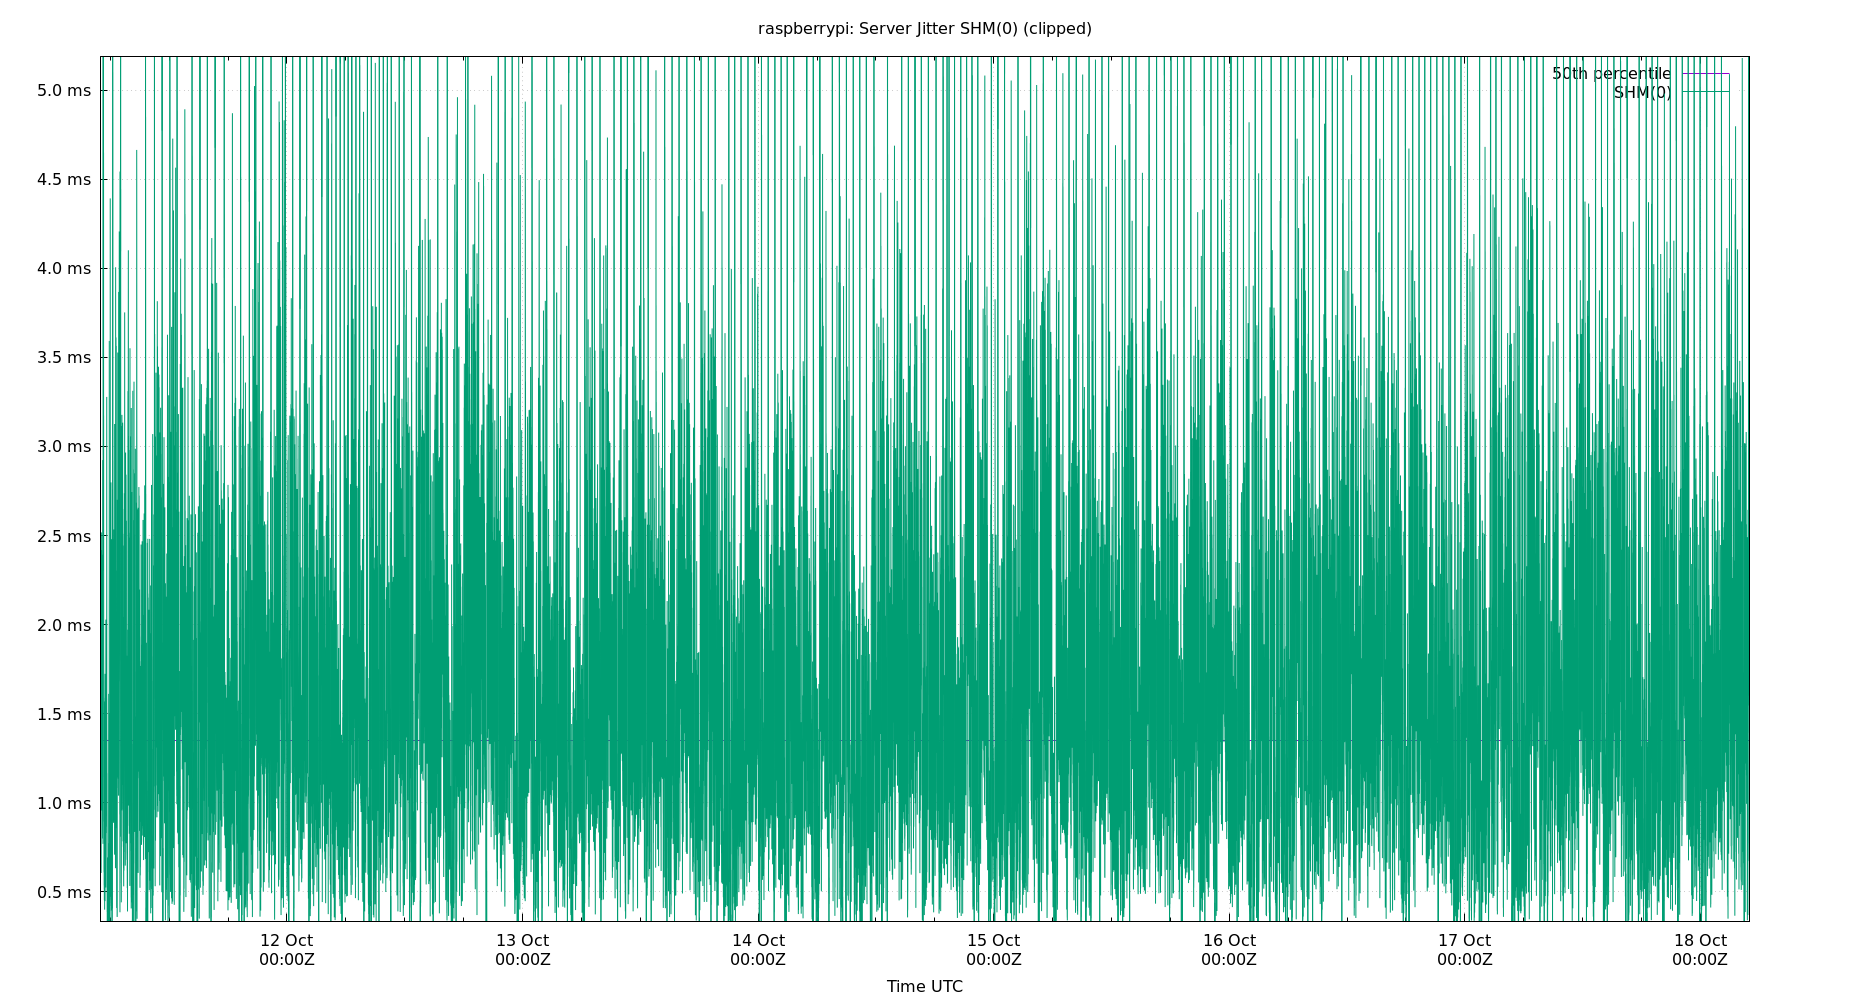 raspberrypi: Server Jitter SHM(0) (clipped)
50th percentile
SHM(0)
5.0 ms
4.5 ms
4.0 ms
3.5 ms
3.0 ms
2.5 ms
2.0 ms
1.5 ms
1.0 ms
0.5 ms
12 Oct 13 Oct 14 Oct 15 Oct 16 Oct 17 Oct 18 Oct
00:00Z 00:00Z 00:00Z 00:00Z 00:00Z 00:00Z 00:00Z
Time UTC